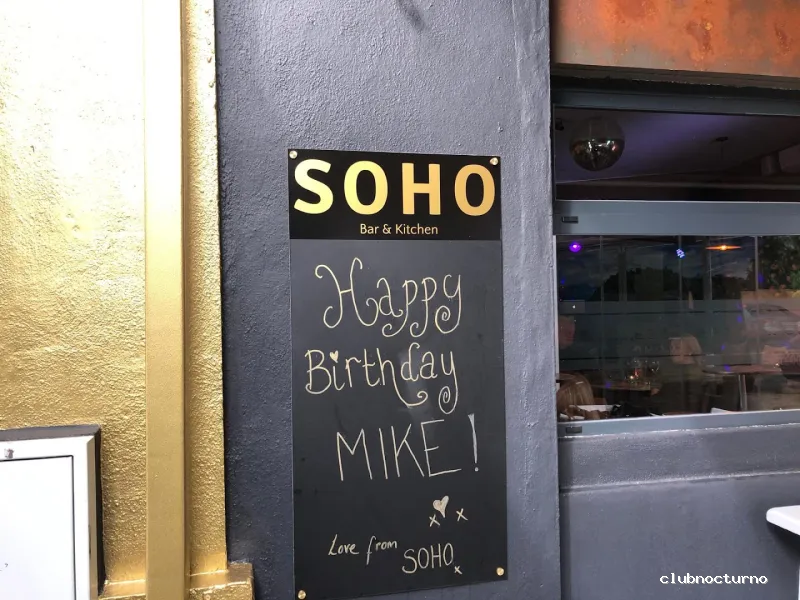 SOHO
Bar & Kitchen
Happy
Birthday
MIKE!
x x
Love from SOHO x
clubnocturno